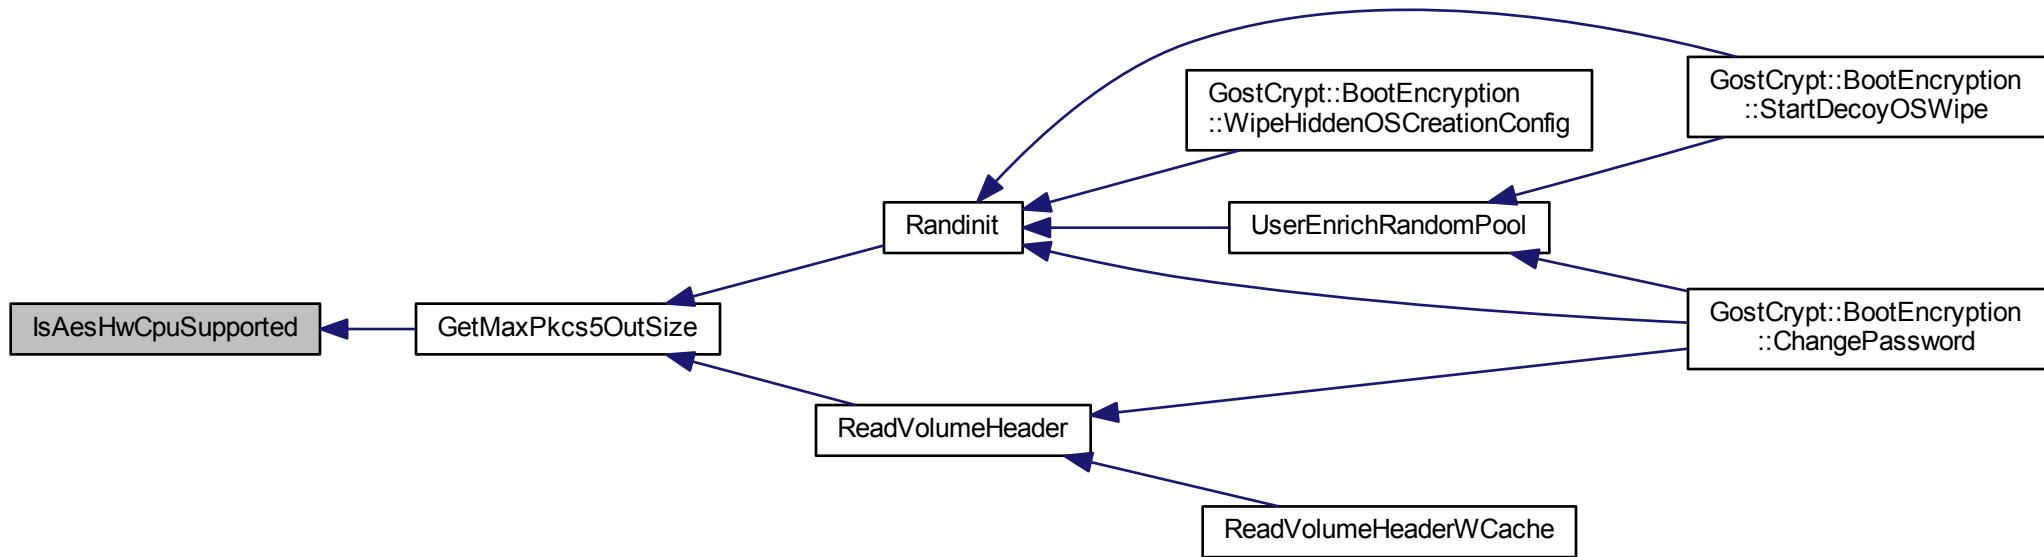 GostCrypt::BootEncryption
::StartDecoyOSWipe
GostCrypt::BootEncryption
::WipeHiddenOSCreationConfig
Randinit
UserEnrichRandomPool
IsAesHwCpuSupported
GetMaxPkcs5OutSize
GostCrypt::BootEncryption
::ChangePassword
ReadVolumeHeader
ReadVolumeHeaderWCache